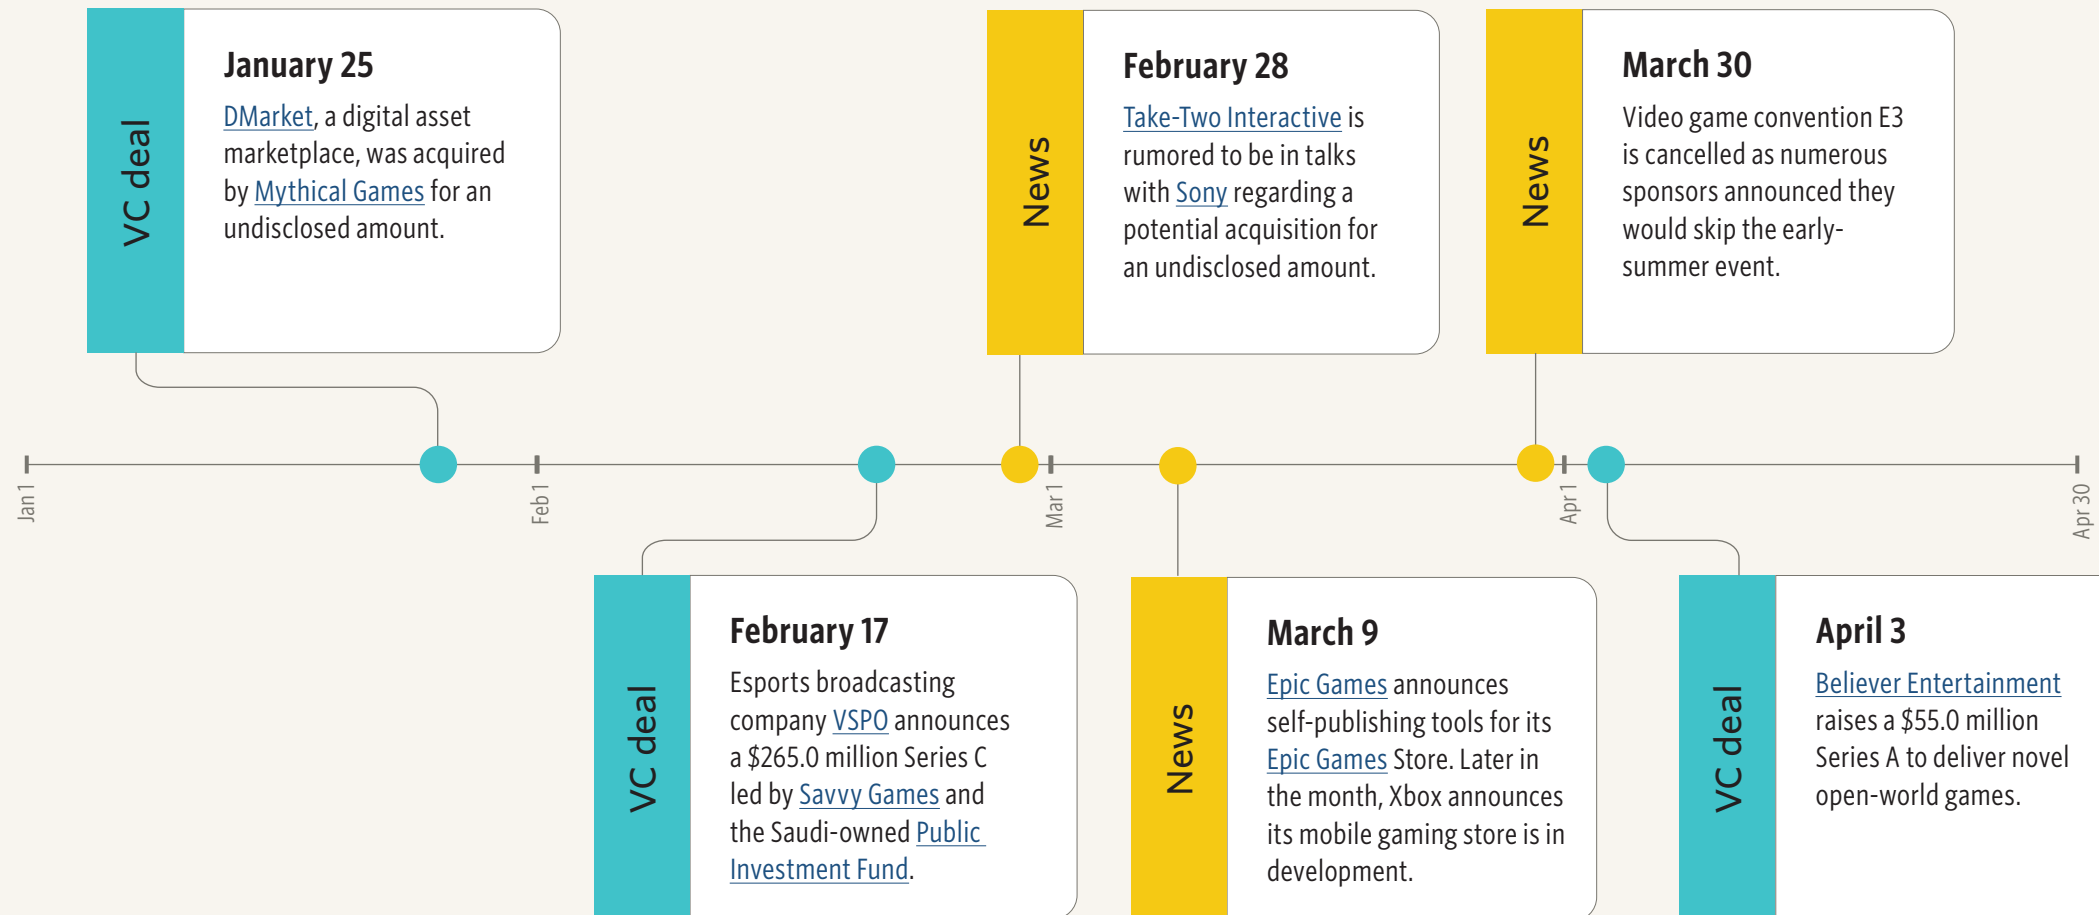 VC deal
January 25
DMarket, a digital asset
marketplace, was acquired
by Mythical Games for an
undisclosed amount.
News
February 28
Take-Two Interactive is
rumored to be in talks
with Sony regarding a
potential acquisition for
an undisclosed amount.
News
March 30
Video game convention E3
is cancelled as numerous
sponsors announced they
would skip the early-
summer event.
Jan 1
Feb 1
Mar 1
Apr 1
Apr 30
VC deal
February 17
Esports broadcasting
company VSPO announces
a $265.0 million Series C
led by Savvy Games and
the Saudi-owned Public
Investment Fund.
News
March 9
Epic Games announces
self-publishing tools for its
Epic Games Store. Later in
the month, Xbox announces
its mobile gaming store is in
development.
VC deal
April 3
Believer Entertainment
raises a $55.0 million
Series A to deliver novel
open-world games.